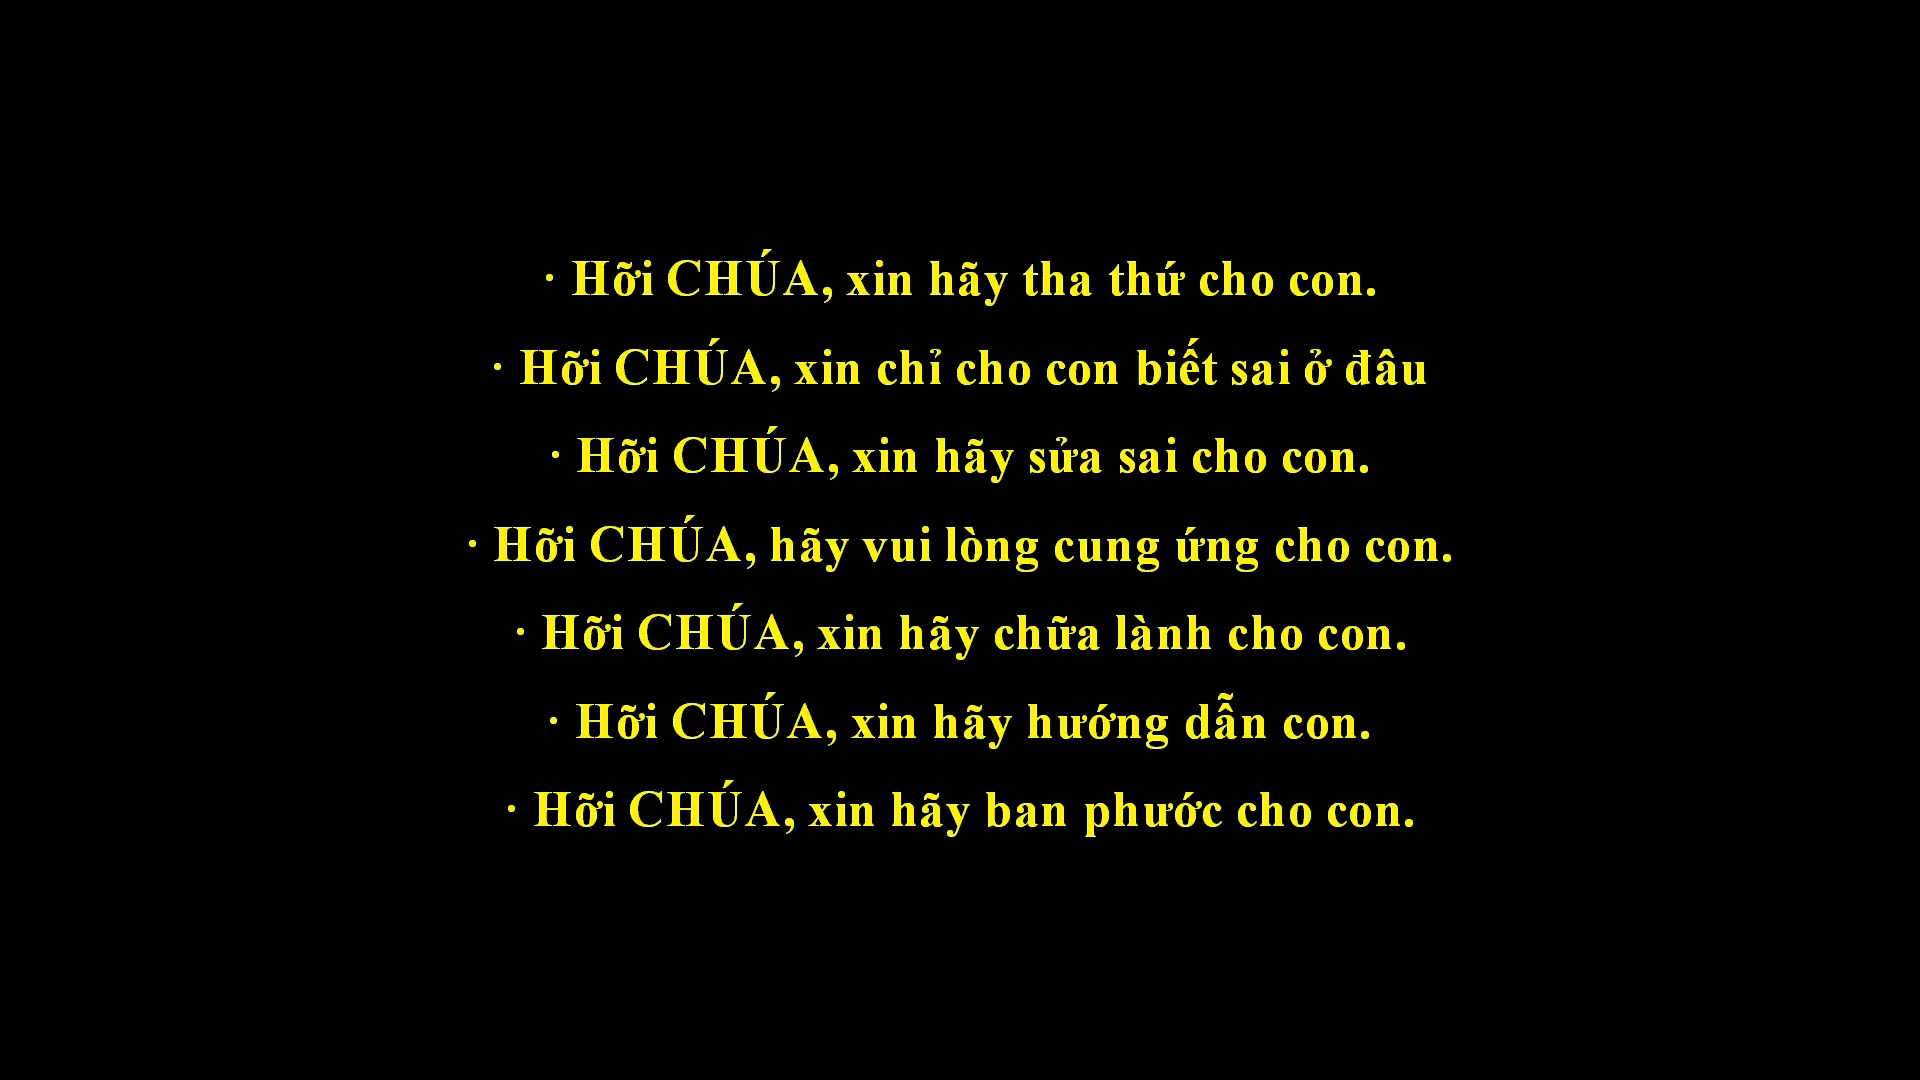 · Hỡi CHÚA, xin hãy tha thứ cho con.
· Hỡi CHÚA, xin chỉ cho con biết sai ở đâu
· Hỡi CHÚA, xin hãy sửa sai cho con.
· Hỡi CHÚA, hãy vui lòng cung ứng cho con.
· Hỡi CHÚA, xin hãy chữa lành cho con.
· Hỡi CHÚA, xin hãy hướng dẫn con.
· Hỡi CHÚA, xin hãy ban phước cho con.